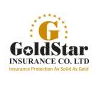 G
GoldStar
INSURANCE CO. LTD
Insurance Protection As Solid As Gold